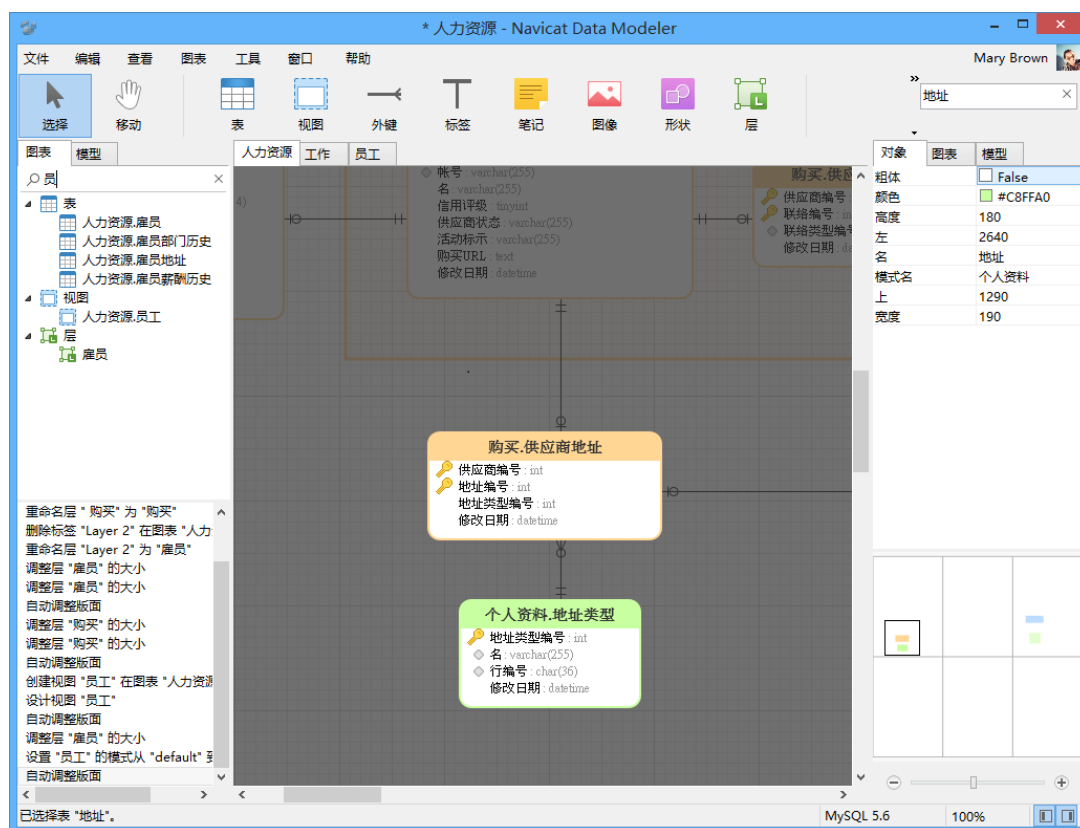 * 人力资源 - Navicat Data Modeler
文件 编辑 查看 图表 工具 窗口 帮助 Mary Brown
选择 移动 表 视图 外键 标签 笔记 图像 形状 层
地址
图表 模型
员
表
人力资源.雇员
人力资源.雇员部门历史
人力资源.雇员地址
人力资源.雇员薪酬历史
视图
人力资源.员工
层
雇员
重命名层 " 购买" 为 "购买"
删除标签 "Layer 2" 在图表 "人力
重命名层 "Layer 2" 为 "雇员"
调整层 "雇员" 的大小
调整层 "雇员" 的大小
自动调整版面
调整层 "购买" 的大小
调整层 "购买" 的大小
自动调整版面
创建视图 "员工" 在图表 "人力资源
设计视图 "员工"
自动调整版面
调整层 "雇员" 的大小
设置 "员工" 的模式从 "default" 到
自动调整版面
人力资源 工作 员工
4)
帐号 : varchar(255)
名 : varchar(255)
信用评级 : tinyint
供应商状态 : varchar(255)
活动标示 : varchar(255)
购买URL : text
修改日期 : datetime
购买.供应
供应商编号 :
联络编号 : in
联络类型编号
修改日期 : da
购买.供应商地址
供应商编号 : int
地址编号 : int
地址类型编号 : int
修改日期 : datetime
个人资料.地址类型
地址类型编号 : int
名 : varchar(255)
行编号 : char(36)
修改日期 : datetime
对象 图表 模型
粗体 False
颜色 #C8FFA0
高度 180
左 2640
名 地址
模式名 个人资料
上 1290
宽度 190
已选择表 "地址"。 MySQL 5.6 100%